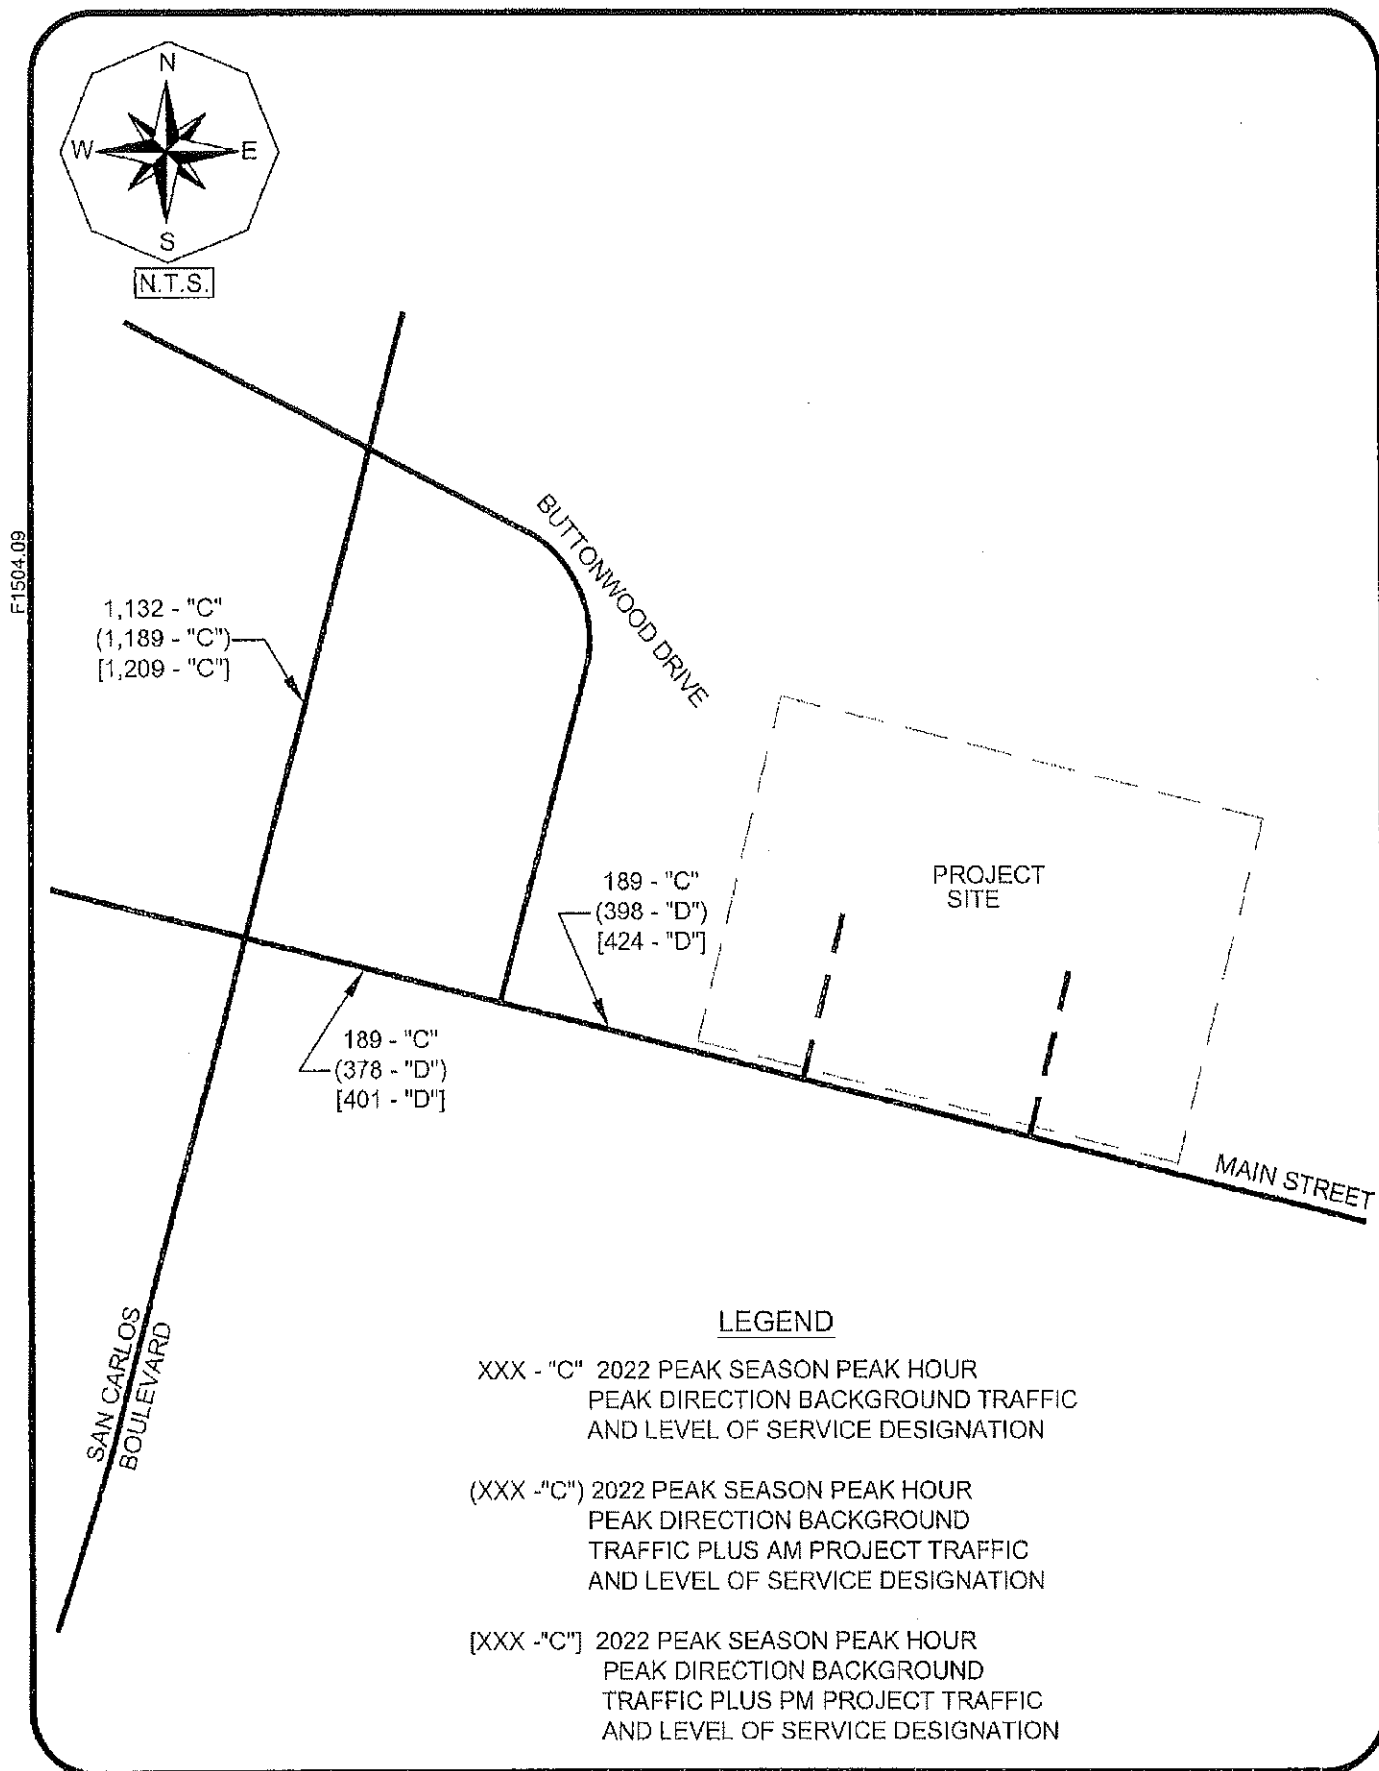 N
W
E
S
N.T.S.
F1504.09
BUTTONWOOD DRIVE
1,132 - "C"
(1,189 - "C")
[1,209 - "C"]
189 - "C"
(398 - "D")
[424 - "D"]
PROJECT
SITE
189 - "C"
(378 - "D")
[401 - "D"]
MAIN STREET
SAN CARLOS
BOULEVARD
LEGEND
XXX - "C" 2022 PEAK SEASON PEAK HOUR
PEAK DIRECTION BACKGROUND TRAFFIC
AND LEVEL OF SERVICE DESIGNATION
(XXX -"C") 2022 PEAK SEASON PEAK HOUR
PEAK DIRECTION BACKGROUND
TRAFFIC PLUS AM PROJECT TRAFFIC
AND LEVEL OF SERVICE DESIGNATION
[XXX -"C"] 2022 PEAK SEASON PEAK HOUR
PEAK DIRECTION BACKGROUND
TRAFFIC PLUS PM PROJECT TRAFFIC
AND LEVEL OF SERVICE DESIGNATION